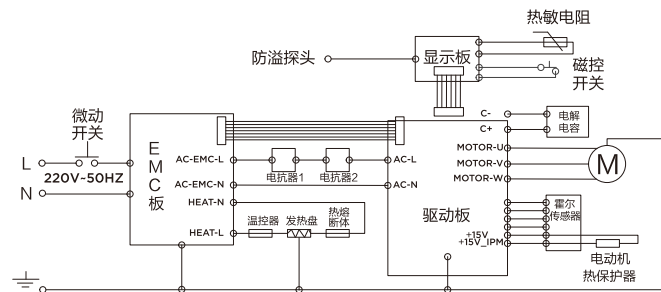 热敏电阻
防溢探头
显示板
磁控
开关
微动
开关
L
220V~50HZ
N
EMC板
AC-EMC-L
AC-EMC-N
HEAT-N
HEAT-L
电抗器1
电抗器2
温控器
发热盘
热熔
断体
AC-L
AC-N
驱动板
C-
C+
电解
电容
MOTOR-U
MOTOR-V
MOTOR-W
M
霍尔
传感器
+15V
+15V_IPM
电动机
热保护器